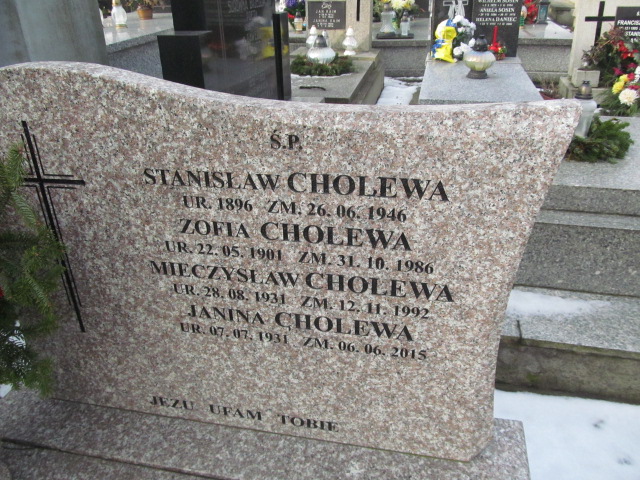 Ś.P.
STANISŁAW CHOLEWA
UR. 1896 ZM. 26.06.1946
ZOFIA CHOLEWA
UR. 22.05.1901 ZM. 31.10.1986
MIECZYSŁAW CHOLEWA
UR. 28.08.1931 ZM. 12.11.1992
JANINA CHOLEWA
UR. 07.07.1931 ZM. 06.06.2015
JEZU UFAM TOBIE